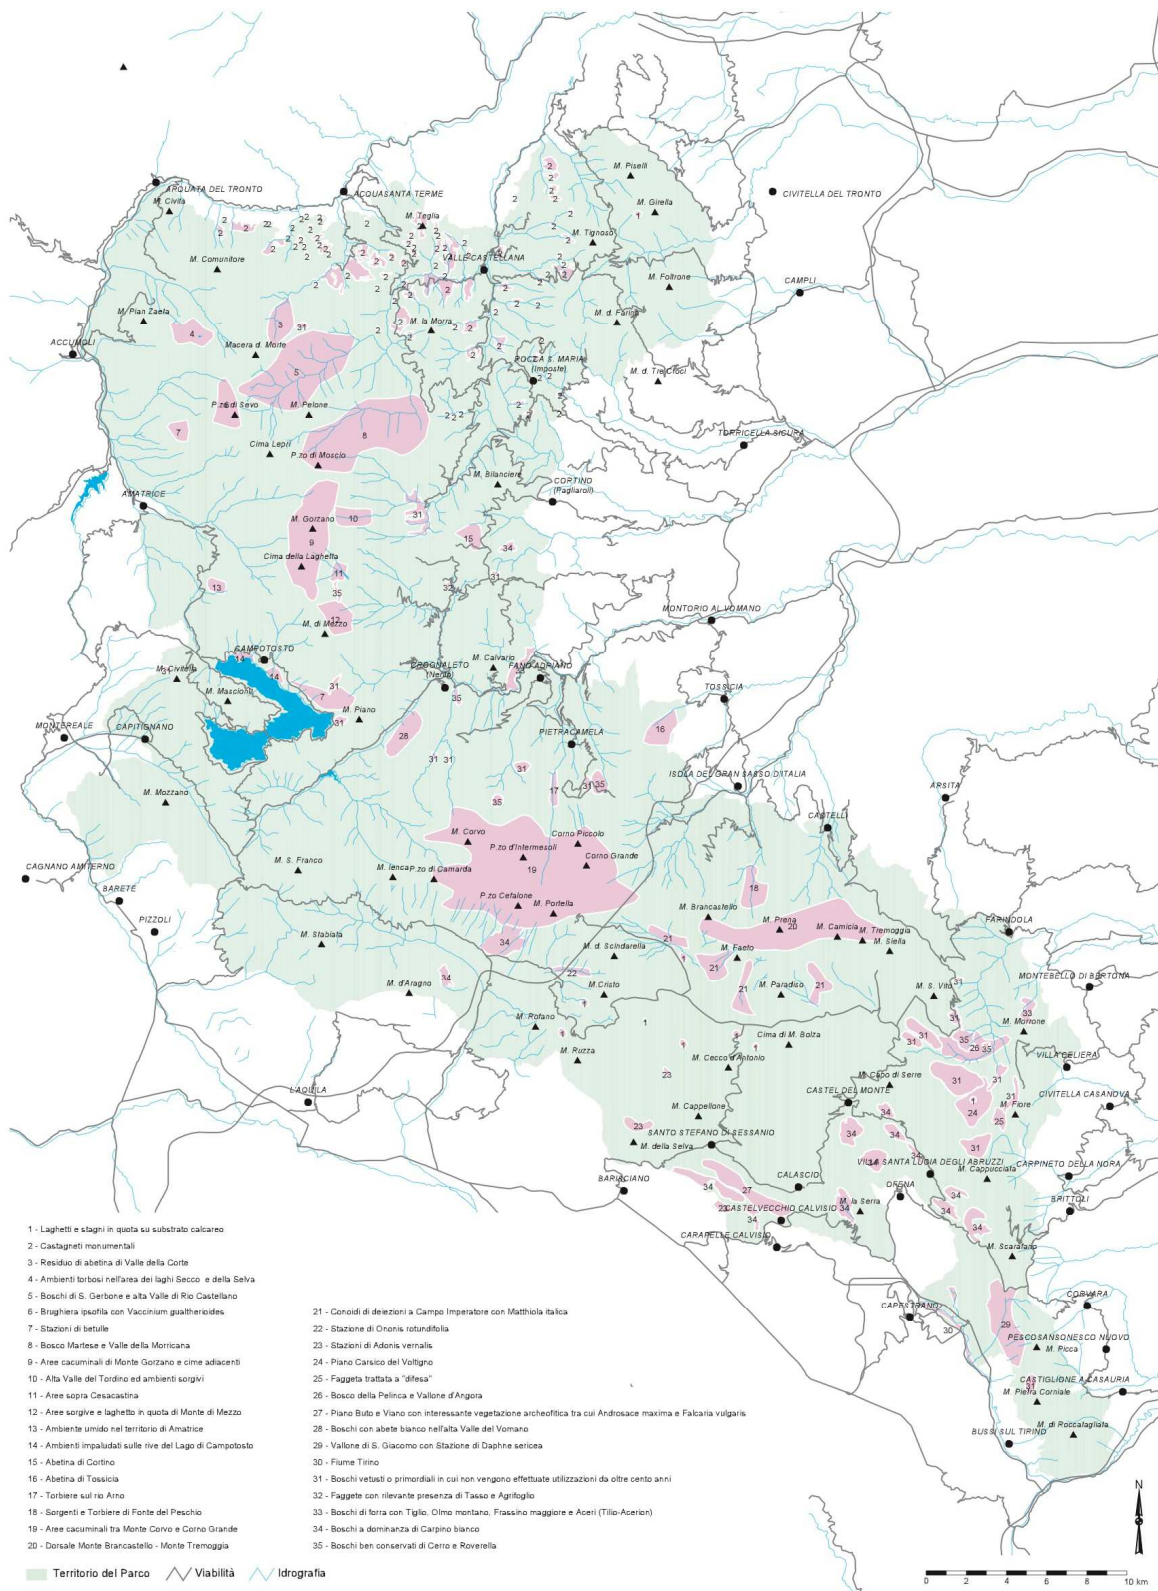 M. Piselli
CIVITELLA DEL TRONTO
ARQUATA DEL TRONTO
ACQUASANTA TERME
M. Civita
M. Teglia
M. Girella
M. Tignoso
M. Comunitore
VALLE CASTELLANA
M. Foltrone
CAMPLI
M. Pian Zaeta
M. la Morra
M. d. Farina
ACCUMOLI
Macera d. Morte
ROCCA S. MARIA
(Imposte)
M. d. Tre Croci
P.zo di Sevo
M. Pelone
TORRICELLA SICURA
Cima Lepri
P.zo di Moscio
M. Bilanciere
CORTINO
(Pagliaroli)
AMATRICE
M. Gorzano
Cima della Laghetta
M. di Mezzo
MONTORIO AL VOMANO
CAMPOTOSTO
M. Civitella
M. Calvario
CROGNALETO
(Nerito)
FANO ADRIANO
M. Mascioni
TOSSICIA
M. Piano
MONTEREALE
CAPITIGNANO
PIETRACAMELA
ISOLA DEL GRAN SASSO D'ITALIA
ARSITA
M. Mozzano
CASTELLI
M. Corvo
Corno Piccolo
P.zo d'Intermesoli
Corno Grande
M. S. Franco
M. Ienca
P.zo di Camarda
CAGNANO AMITERNO
BARETE
P.zo Cefalone
M. Portella
M. Brancastello
M. Prena
M. Camicia
M. Tremoggia
M. Siella
FARINDOLA
PIZZOLI
M. Stabiata
M. d. Scindarella
M. Faeto
MONTEBELLO DI BERTONA
M. d'Aragno
M.Cristo
M. Paradiso
M. S. Vito
M. Rofano
M. Morrone
M. Ruzza
Cima di M. Bolza
VILLA CELIERA
M. Cecco d'Antonio
M. Capo di Serre
L'AQUILA
CASTEL DEL MONTE
CIVITELLA CASANOVA
M. Fiore
M. Cappellone
SANTO STEFANO DI SESSANIO
M. della Selva
VILLA SANTA LUCIA DEGLI ABRUZZI
M. Cappucciata
CARPINETO DELLA NORA
BARISCIANO
CALASCIO
OFENA
BRITTOLI
M. la Serra
CASTELVECCHIO CALVISIO
CARAPELLE CALVISIO
M. Scarafano
CORVARA
CAPESTRANO
PESCOSANSONESCO NUOVO
M. Picca
CASTIGLIONE A CASAURIA
M. Pietra Corniale
M. di Roccatagliata
BUSSI SUL TIRINO
1 - Laghetti e stagni in quota su substrato calcareo
2 - Castagneti monumentali
3 - Residuo di abetina di Valle della Corte
4 - Ambienti torbosi nell'area dei laghi Secco e della Selva
5 - Boschi di S. Gerbone e alta Valle di Rio Castellano
6 - Brughiera ipsofila con Vaccinium gualtherioides
7 - Stazioni di betulle
8 - Bosco Martese e Valle della Morricana
9 - Aree cacuminali di Monte Gorzano e cime adiacenti
10 - Alta Valle del Tordino ed ambienti sorgivi
11 - Aree sopra Cesacastina
12 - Aree sorgive e laghetto in quota di Monte di Mezzo
13 - Ambiente umido nel territorio di Amatrice
14 - Ambienti impaludati sulle rive del Lago di Campotosto
15 - Abetina di Cortino
16 - Abetina di Tossicia
17 - Torbiere sul rio Arno
18 - Sorgenti e Torbiere di Fonte del Peschio
19 - Aree cacuminali tra Monte Corvo e Corno Grande
20 - Dorsale Monte Brancastello - Monte Tremoggia
21 - Conoidi di deiezioni a Campo Imperatore con Matthiola italica
22 - Stazione di Ononis rotundifolia
23 - Stazioni di Adonis vernalis
24 - Piano Carsico del Voltigno
25 - Faggeta trattata a "difesa"
26 - Bosco della Pelinca e Vallone d'Angora
27 - Piano Buto e Viano con interessante vegetazione archeofitica tra cui Androsace maxima e Falcaria vulgaris
28 - Boschi con abete bianco nell'alta Valle del Vomano
29 - Vallone di S. Giacomo con Stazione di Daphne sericea
30 - Fiume Tirino
31 - Boschi vetusti o primordiali in cui non vengono effettuate utilizzazioni da oltre cento anni
32 - Faggete con rilevante presenza di Tasso e Agrifoglio
33 - Boschi di forra con Tiglio, Olmo montano, Frassino maggiore e Aceri (Tilio-Acerion)
34 - Boschi a dominanza di Carpino bianco
35 - Boschi ben conservati di Cerro e Roverella
Territorio del Parco
Viabilità
Idrografia
N
0 2 4 6 8 10 km